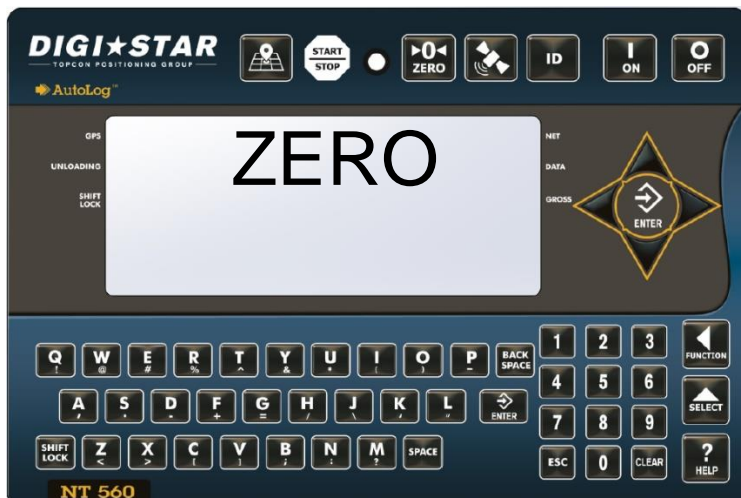 DIGI★STAR
TOPCON POSITIONING GROUP
AutoLog™
START
STOP
▶0◀
ZERO
ID
I
ON
O
OFF
GPS
UNLOADING
SHIFT
LOCK
ZERO
NET
DATA
GROSS
ENTER
Q W E R T Y U I O P BACK
! @ # % ^ & * ( ) - SPACE
A S D F G H J K L ENTER
SHIFT
LOCK
Z X C V B N M SPACE
< > [ ] ; : ?
1 2 3
4 5 6
7 8 9
ESC 0 CLEAR
FUNCTION
SELECT
?
HELP
NT 560